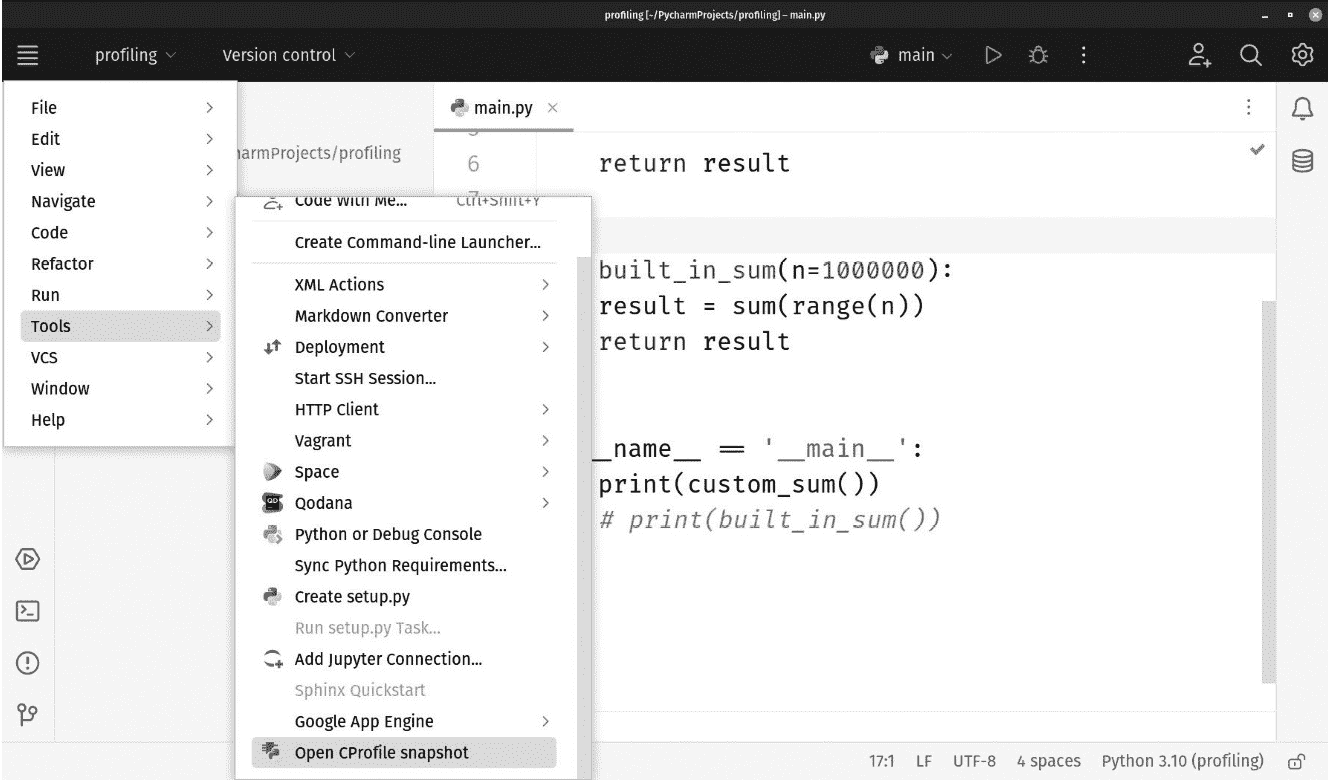 profiling [~/PycharmProjects/profiling] – main.py
profiling
Version control
main
File
Edit
View
Navigate
Code
Refactor
Run
Tools
VCS
Window
Help
harmProjects/profiling
Code With Me... Ctrl+Shift+Y
Create Command-line Launcher...
XML Actions
Markdown Converter
Deployment
Start SSH Session...
HTTP Client
Vagrant
Space
QD
Qodana
Python or Debug Console
Sync Python Requirements...
Create setup.py
Run setup.py Task...
Add Jupyter Connection...
Sphinx Quickstart
Google App Engine
Open CProfile snapshot
main.py
6 return result
built_in_sum(n=1000000):
result = sum(range(n))
return result
__name__ == '__main__':
print(custom_sum())
# print(built_in_sum())
17:1 LF UTF-8 4 spaces Python 3.10 (profiling)